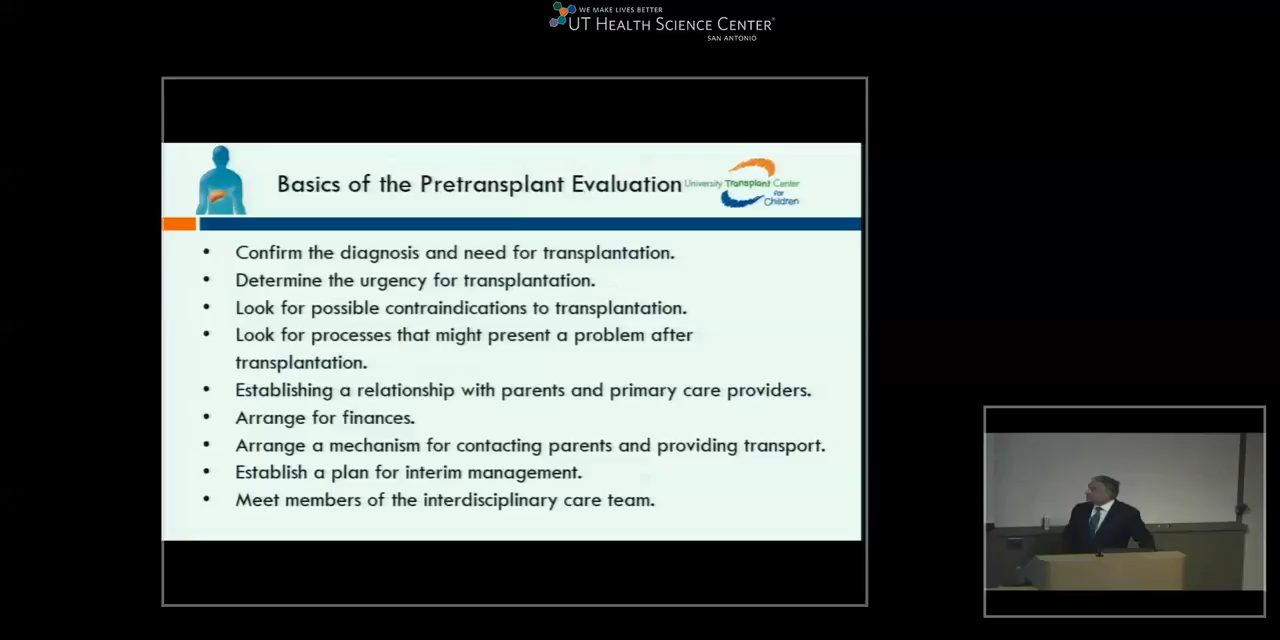 WE MAKE LIVES BETTER
UT HEALTH SCIENCE CENTER®
SAN ANTONIO
Basics of the Pretransplant Evaluation
University Transplant Center
for
Children
• Confirm the diagnosis and need for transplantation.
• Determine the urgency for transplantation.
• Look for possible contraindications to transplantation.
• Look for processes that might present a problem after
transplantation.
• Establishing a relationship with parents and primary care providers.
• Arrange for finances.
• Arrange a mechanism for contacting parents and providing transport.
• Establish a plan for interim management.
• Meet members of the interdisciplinary care team.